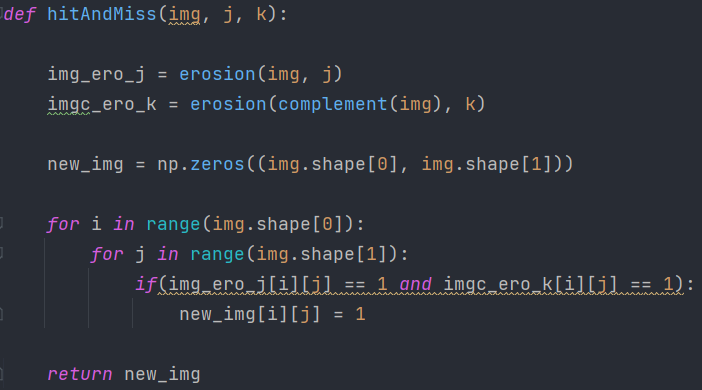 def hitAndMiss(img, j, k):
img_ero_j = erosion(img, j)
imgc_ero_k = erosion(complement(img), k)
new_img = np.zeros((img.shape[0], img.shape[1]))
for i in range(img.shape[0]):
for j in range(img.shape[1]):
if(img_ero_j[i][j] == 1 and imgc_ero_k[i][j] == 1):
new_img[i][j] = 1
return new_img